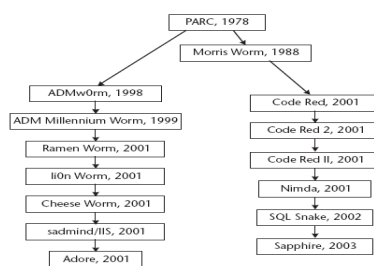 PARC, 1978
Morris Worm, 1988
ADMw0rm, 1998
ADM Millennium Worm, 1999
Ramen Worm, 2001
li0n Worm, 2001
Cheese Worm, 2001
sadmind/IIS, 2001
Adore, 2001
Code Red, 2001
Code Red 2, 2001
Code Red II, 2001
Nimda, 2001
SQL Snake, 2002
Sapphire, 2003